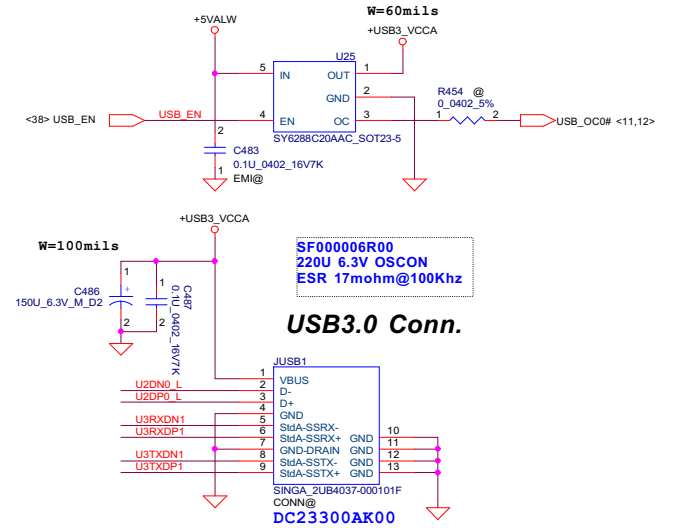 W=60mils
+5VALW
+USB3_VCCA
U25
5 IN OUT 1
GND 2
<38> USB_EN USB_EN 4 EN OC 3
R454 @
0_0402_5%
1 2
USB_OC0# <11,12>
SY6288C20AAC_SOT23-5
2
C483
0.1U_0402_16V7K
1
EMI@
+USB3_VCCA
W=100mils
SF000006R00
220U 6.3V OSCON
ESR 17mohm@100Khz
1 1
+
C486
150U_6.3V_M_D2
C487
0.1U_0402_16V7K
2 2
USB3.0 Conn.
JUSB1
1 VBUS
U2DN0_L 2 D-
U2DP0_L 3 D+
4 GND
U3RXDN1 5 StdA-SSRX-
U3RXDP1 6 StdA-SSRX+ GND 10
7 GND-DRAIN GND 11
U3TXDN1 8 StdA-SSTX- GND 12
U3TXDP1 9 StdA-SSTX+ GND 13
SINGA_2UB4037-000101F
CONN@
DC23300AK00